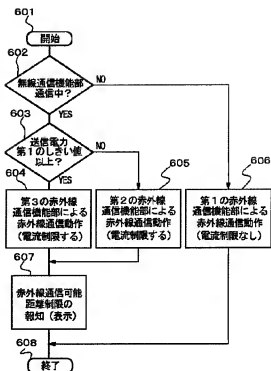 601
開始
602
無線通信機能部
通信中?
NO
YES
603
送信電力
第1のしきい値
以上?
NO
YES
604
第3の赤外線
通信機能部による
赤外線通信動作
(電流制限する)
605
第2の赤外線
通信機能部による
赤外線通信動作
(電流制限する)
606
第1の赤外線
通信機能部による
赤外線通信動作
(電流制限なし)
607
赤外線通信可能
距離制限の
報知(表示)
608
終了